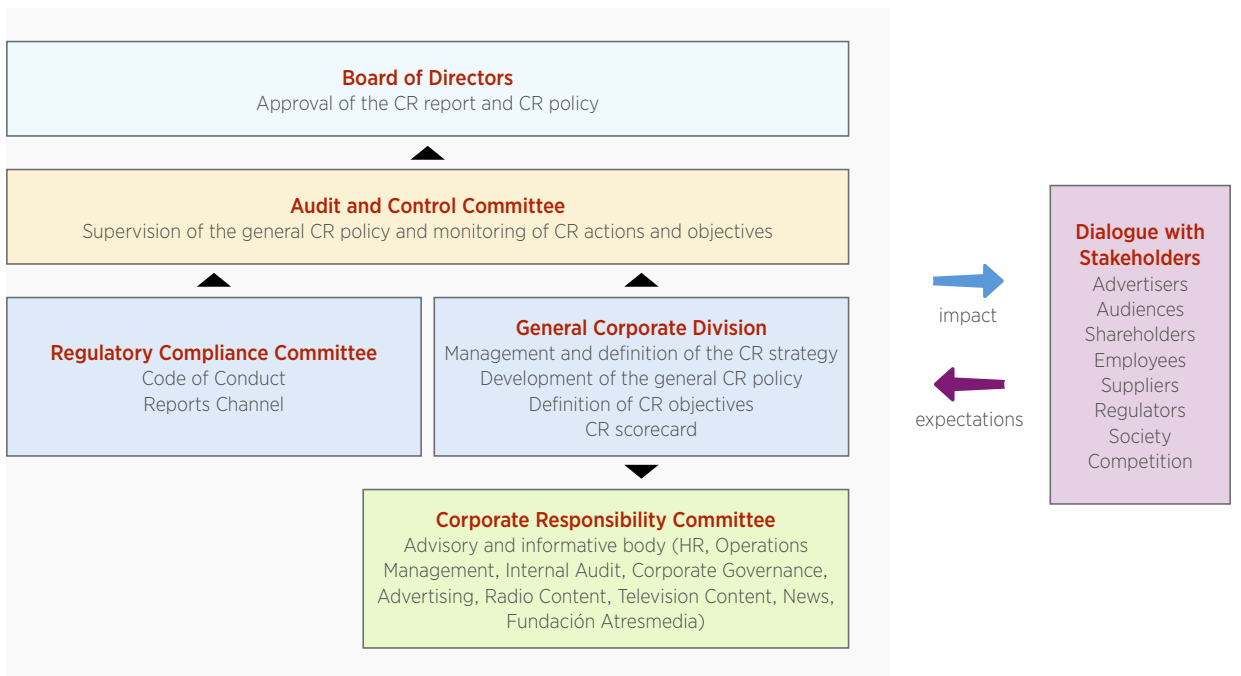 Board of Directors
Approval of the CR report and CR policy
Audit and Control Committee
Supervision of the general CR policy and monitoring of CR actions and objectives
Regulatory Compliance Committee
Code of Conduct
Reports Channel
General Corporate Division
Management and definition of the CR strategy
Development of the general CR policy
Definition of CR objectives
CR scorecard
Corporate Responsibility Committee
Advisory and informative body (HR, Operations
Management, Internal Audit, Corporate Governance,
Advertising, Radio Content, Television Content, News,
Fundación Atresmedia)
impact
expectations
Dialogue with
Stakeholders
Advertisers
Audiences
Shareholders
Employees
Suppliers
Regulators
Society
Competition